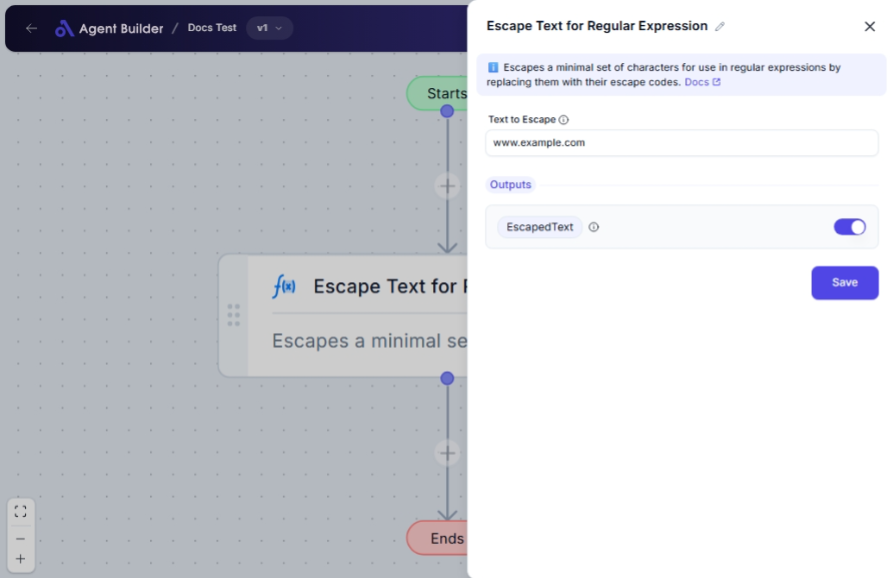 Agent Builder / Docs Test v1
Starts
f(x) Escape Text for
Escapes a minimal se
Ends
Escape Text for Regular Expression
Escapes a minimal set of characters for use in regular expressions by
replacing them with their escape codes. Docs
Text to Escape
www.example.com
Outputs
EscapedText
Save